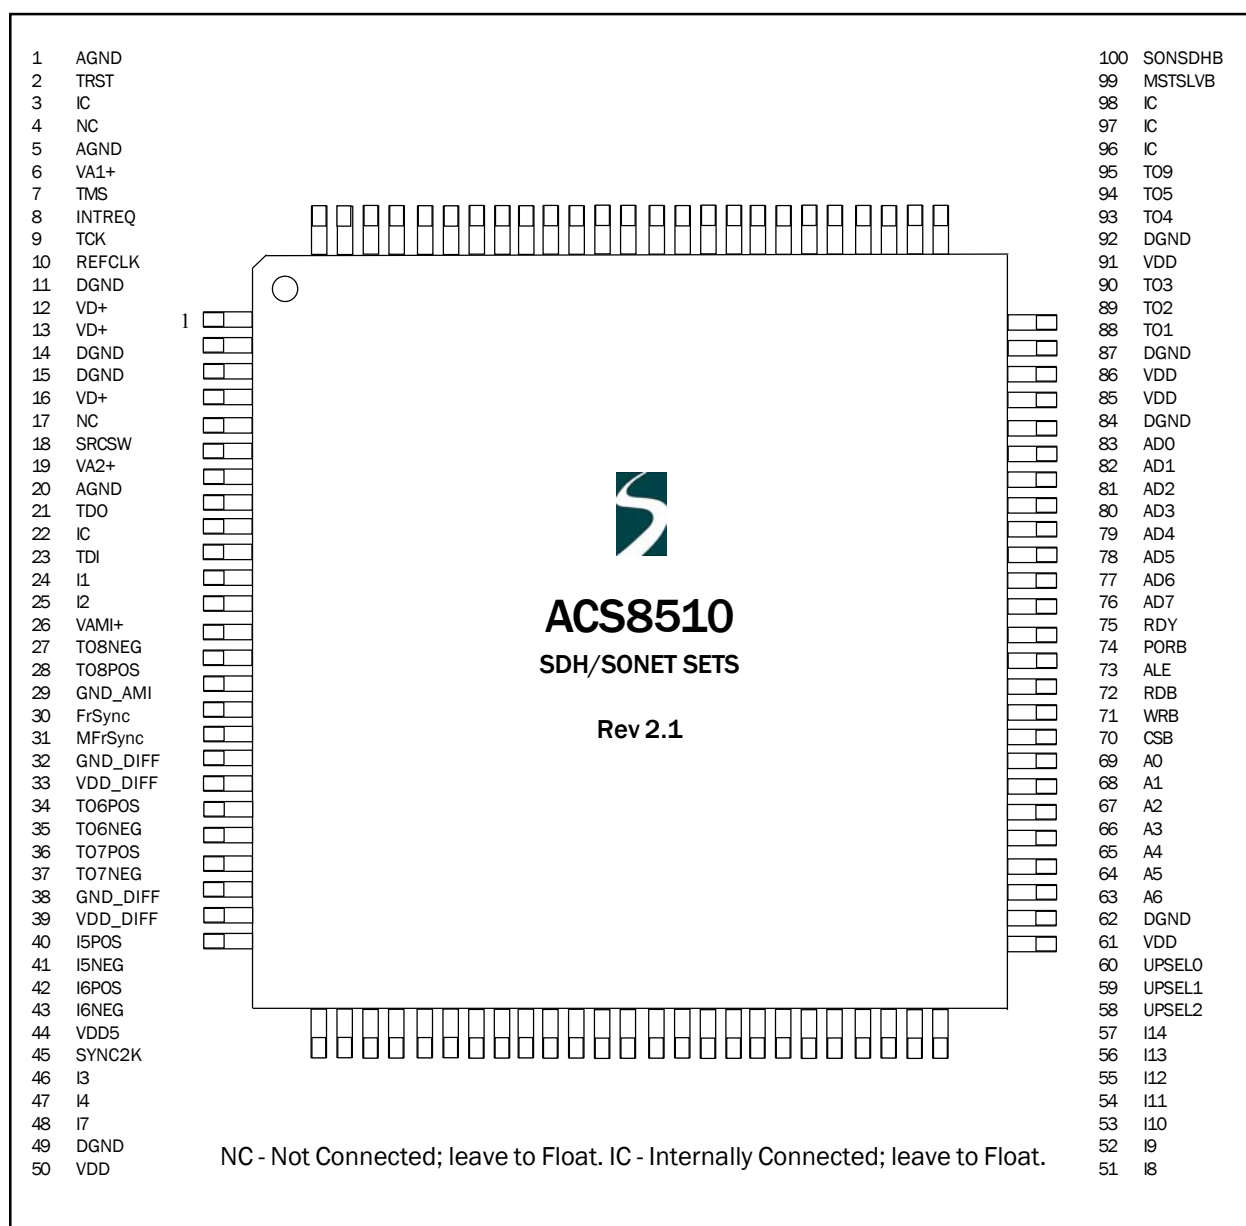 1 AGND
2 TRST
3 IC
4 NC
5 AGND
6 VA1+
7 TMS
8 INTREQ
9 TCK
10 REFCLK
11 DGND
12 VD+
13 VD+
14 DGND
15 DGND
16 VD+
17 NC
18 SRCSW
19 VA2+
20 AGND
21 TDO
22 IC
23 TDI
24 I1
25 I2
26 VAMI+
27 TO8NEG
28 TO8POS
29 GND_AMI
30 FrSync
31 MFrSync
32 GND_DIFF
33 VDD_DIFF
34 TO6POS
35 TO6NEG
36 TO7POS
37 TO7NEG
38 GND_DIFF
39 VDD_DIFF
40 I5POS
41 I5NEG
42 I6POS
43 I6NEG
44 VDD5
45 SYNC2K
46 I3
47 I4
48 I7
49 DGND
50 VDD
1
ACS8510
SDH/SONET SETS
Rev 2.1
NC - Not Connected; leave to Float. IC - Internally Connected; leave to Float.
100 SONSDHB
99 MSTSLVB
98 IC
97 IC
96 IC
95 TO9
94 TO5
93 TO4
92 DGND
91 VDD
90 TO3
89 TO2
88 TO1
87 DGND
86 VDD
85 VDD
84 DGND
83 AD0
82 AD1
81 AD2
80 AD3
79 AD4
78 AD5
77 AD6
76 AD7
75 RDY
74 PORB
73 ALE
72 RDB
71 WRB
70 CSB
69 A0
68 A1
67 A2
66 A3
65 A4
64 A5
63 A6
62 DGND
61 VDD
60 UPSEL0
59 UPSEL1
58 UPSEL2
57 I14
56 I13
55 I12
54 I11
53 I10
52 I9
51 I8